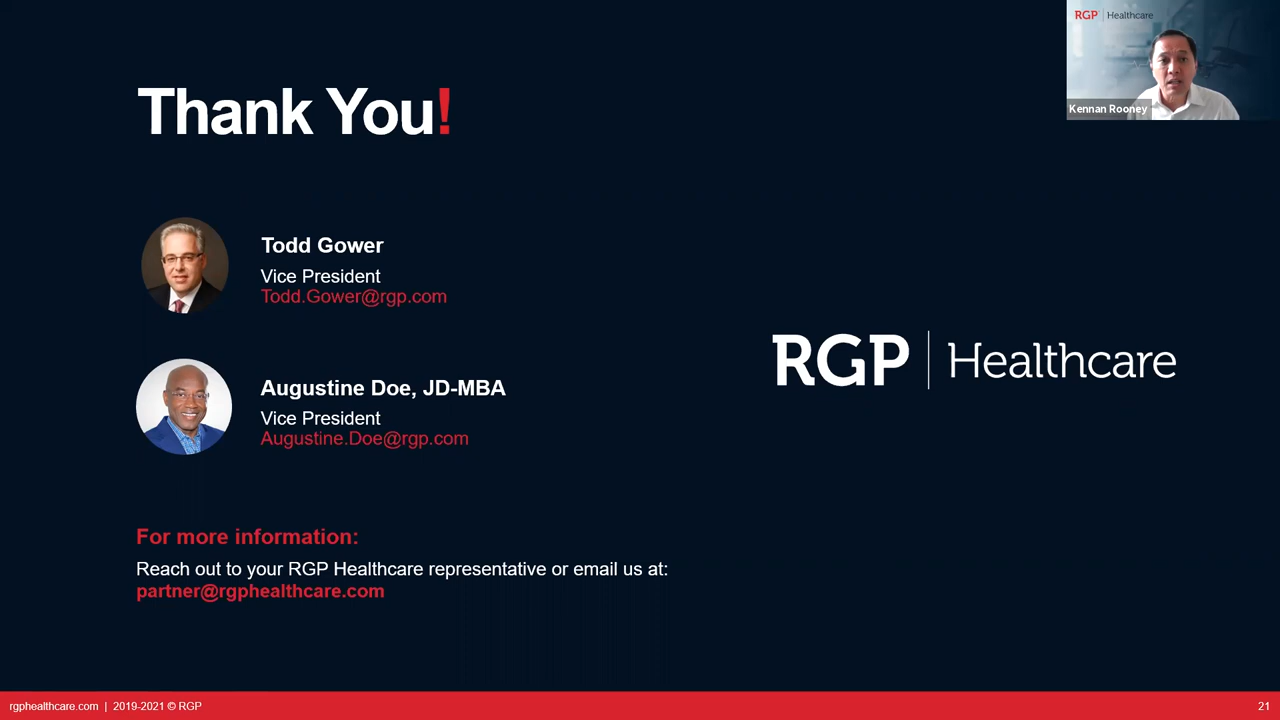 RGP | Healthcare
Kennan Rooney
Thank You!
Todd Gower
Vice President
Todd.Gower@rgp.com
Augustine Doe, JD-MBA
Vice President
Augustine.Doe@rgp.com
RGP | Healthcare
For more information:
Reach out to your RGP Healthcare representative or email us at:
partner@rgphealthcare.com
rgphealthcare.com | 2019-2021 © RGP
21